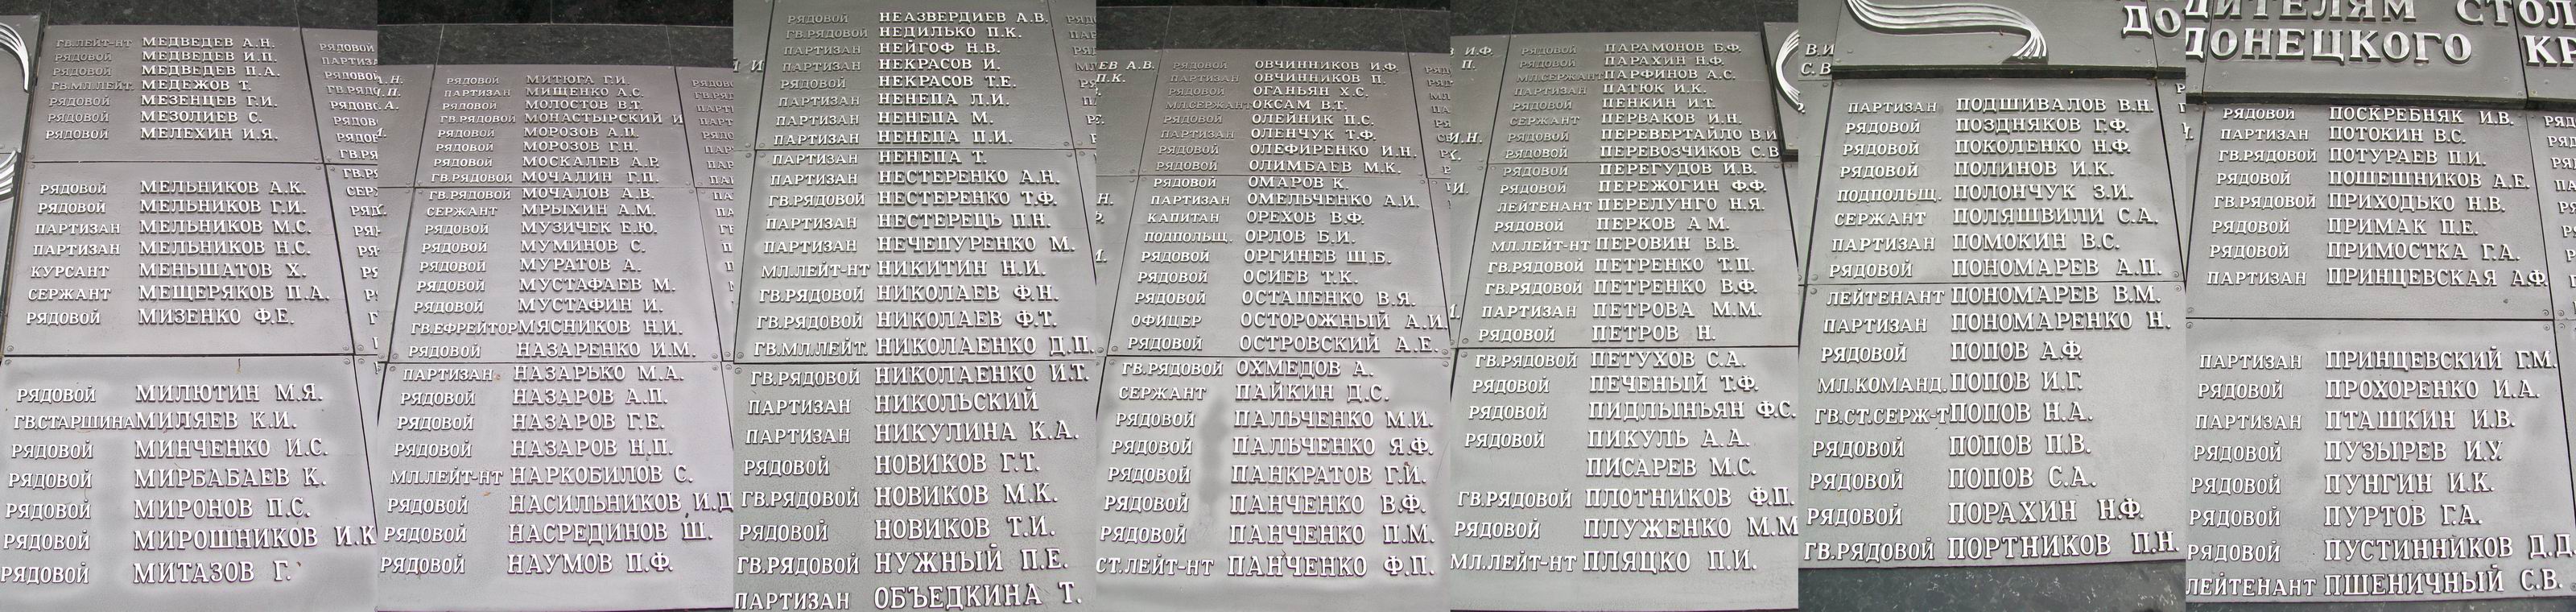 ГВ.ЛЕЙТ-НТ МЕДВЕДЕВ А.Н.
РЯДОВОЙ МЕДВЕДЕВ И.П.
РЯДОВОЙ МЕДВЕДЕВ П.А.
ГВ.МЛ.ЛЕЙТ. МЕДЕЖОВ Т.
РЯДОВОЙ МЕЗЕНЦЕВ Г.И.
РЯДОВОЙ МЕЗОЛИЕВ С.
РЯДОВОЙ МЕЛЕХИН И.Я.
РЯДОВОЙ МЕЛЬНИКОВ А.К.
РЯДОВОЙ МЕЛЬНИКОВ Г.И.
ПАРТИЗАН МЕЛЬНИКОВ М.С.
ПАРТИЗАН МЕЛЬНИКОВ Н.С.
КУРСАНТ МЕНЬШАТОВ Х.
СЕРЖАНТ МЕЩЕРЯКОВ П.А.
РЯДОВОЙ МИЗЕНКО Ф.Е.
РЯДОВОЙ МИЛЮТИН М.Я.
ГВ.СТАРШИНА МИЛЯЕВ К.И.
РЯДОВОЙ МИНЧЕНКО И.С.
РЯДОВОЙ МИРБАБАЕВ К.
РЯДОВОЙ МИРОНОВ П.С.
РЯДОВОЙ МИРОШНИКОВ И.К
РЯДОВОЙ МИТАЗОВ Г.
РЯДОВОЙ МИТЮГА Г.И.
ПАРТИЗАН МИЩЕНКО А.С.
РЯДОВОЙ МОЛОСТОВ В.Т.
ГВ.РЯДОВОЙ МОНАСТЫРСКИЙ И
РЯДОВОЙ МОРОЗОВ А.П.
РЯДОВОЙ МОРОЗОВ Г.Н.
РЯДОВОЙ МОСКАЛЕВ А.Р.
ГВ.РЯДОВОЙ МОЧАЛИН Г.П.
ГВ.РЯДОВОЙ МОЧАЛОВ А.В.
СЕРЖАНТ МРЫХИН А.М.
РЯДОВОЙ МУЗИЧЕК Е.Ю.
РЯДОВОЙ МУМИНОВ С.
РЯДОВОЙ МУРАТОВ А.
РЯДОВОЙ МУСТАФАЕВ М.
РЯДОВОЙ МУСТАФИН И.
ГВ.ЕФРЕЙТОР МЯСНИКОВ Н.И.
РЯДОВОЙ НАЗАРЕНКО И.М.
ПАРТИЗАН НАЗАРЬКО М.А.
РЯДОВОЙ НАЗАРОВ А.П.
РЯДОВОЙ НАЗАРОВ Г.Е.
РЯДОВОЙ НАЗАРОВ Н.П.
МЛ.ЛЕЙТ-НТ НАРКОБИЛОВ С.
РЯДОВОЙ НАСИЛЬНИКОВ И.Д
РЯДОВОЙ НАСРЕДИНОВ Ш.
РЯДОВОЙ НАУМОВ П.Ф.
РЯДОВОЙ НЕАЗВЕРДИЕВ А.В.
ГВ.РЯДОВОЙ НЕДИЛЬКО П.К.
ПАРТИЗАН НЕЙГОФ Н.В.
ПАРТИЗАН НЕКРАСОВ И.
РЯДОВОЙ НЕКРАСОВ Т.Е.
ПАРТИЗАН НЕНЕПА Л.И.
ПАРТИЗАН НЕНЕПА М.
ПАРТИЗАН НЕНЕПА П.И.
ПАРТИЗАН НЕНЕПА Т.
ПАРТИЗАН НЕСТЕРЕНКО А.Н.
ГВ.РЯДОВОЙ НЕСТЕРЕНКО Т.Ф.
ПАРТИЗАН НЕСТЕРЕЦЬ П.Н.
ПАРТИЗАН НЕЧЕПУРЕНКО М.
МЛ.ЛЕЙТ-НТ НИКИТИН Н.И.
ГВ.РЯДОВОЙ НИКОЛАЕВ Ф.Н.
ГВ.РЯДОВОЙ НИКОЛАЕВ Ф.Т.
ГВ.МЛ.ЛЕЙТ. НИКОЛАЕНКО Д.П.
ГВ.РЯДОВОЙ НИКОЛАЕНКО И.Т.
ПАРТИЗАН НИКОЛЬСКИЙ
ПАРТИЗАН НИКУЛИНА К.А.
РЯДОВОЙ НОВИКОВ Г.Т.
ГВ.РЯДОВОЙ НОВИКОВ М.К.
РЯДОВОЙ НОВИКОВ Т.И.
ГВ.РЯДОВОЙ НУЖНЫЙ П.Е.
ПАРТИЗАН ОБЪЕДКИНА Т.
РЯДОВОЙ ОВЧИННИКОВ И.Ф.
ПАРТИЗАН ОВЧИННИКОВ П.
РЯДОВОЙ ОГАНЬЯН Х.С.
МЛ.СЕРЖАНТ ОКСАМ В.Т.
РЯДОВОЙ ОЛЕЙНИК П.С.
ПАРТИЗАН ОЛЕНЧУК Т.Ф.
РЯДОВОЙ ОЛЕФИРЕНКО И.Н.
РЯДОВОЙ ОЛИМБАЕВ М.К.
РЯДОВОЙ ОМАРОВ К.
ПАРТИЗАН ОМЕЛЬЧЕНКО А.И.
КАПИТАН ОРЕХОВ В.Ф.
ПОДПОЛЬЩ. ОРЛОВ Б.И.
РЯДОВОЙ ОРГИНЕВ Ш.Б.
РЯДОВОЙ ОСИЕВ Т.К.
РЯДОВОЙ ОСТАПЕНКО В.Я.
ОФИЦЕР ОСТОРОЖНЫЙ А.И.
РЯДОВОЙ ОСТРОВСКИЙ А.Е.
ГВ.РЯДОВОЙ ОХМЕДОВ А.
СЕРЖАНТ ПАЙКИН Д.С.
РЯДОВОЙ ПАЛЬЧЕНКО М.И.
РЯДОВОЙ ПАЛЬЧЕНКО Я.Ф.
РЯДОВОЙ ПАНКРАТОВ Г.И.
РЯДОВОЙ ПАНЧЕНКО В.Ф.
РЯДОВОЙ ПАНЧЕНКО П.М.
СТ.ЛЕЙТ-НТ ПАНЧЕНКО Ф.П.
РЯДОВОЙ ПАРАМОНОВ Б.Ф.
РЯДОВОЙ ПАРАХИН Н.Ф.
МЛ.СЕРЖАНТ ПАРФИНОВ А.С.
ПАРТИЗАН ПАТЮК И.К.
РЯДОВОЙ ПЕНКИН И.Т.
СЕРЖАНТ ПЕРВАКОВ И.Н.
РЯДОВОЙ ПЕРЕВЕРТАЙЛО В.И
РЯДОВОЙ ПЕРЕВОЗЧИКОВ С.В
РЯДОВОЙ ПЕРЕГУДОВ И.В.
РЯДОВОЙ ПЕРЕЖОГИН Ф.Ф.
ЛЕЙТЕНАНТ ПЕРЕЛУНГО Н.Я.
РЯДОВОЙ ПЕРКОВ А М.
МЛ.ЛЕЙТ-НТ ПЕРОВИН В.В.
ГВ.РЯДОВОЙ ПЕТРЕНКО Т.П.
ГВ.РЯДОВОЙ ПЕТРЕНКО В.Ф.
ПАРТИЗАН ПЕТРОВА М.М.
РЯДОВОЙ ПЕТРОВ Н.
ГВ.РЯДОВОЙ ПЕТУХОВ С.А.
РЯДОВОЙ ПЕЧЕНЫЙ Т.Ф.
РЯДОВОЙ ПИДЛЫНЬЯН Ф.С.
РЯДОВОЙ ПИКУЛЬ А.А.
ПИСАРЕВ М.С.
ГВ.РЯДОВОЙ ПЛОТНИКОВ Ф.П.
РЯДОВОЙ ПЛУЖЕНКО М.М
МЛ.ЛЕЙТ-НТ ПЛЯЦКО П.И.
ДО
ПАРТИЗАН ПОДШИВАЛОВ В.Н.
РЯДОВОЙ ПОЗДНЯКОВ Г.Ф.
РЯДОВОЙ ПОКОЛЕНКО Н.Ф.
РЯДОВОЙ ПОЛИНОВ И.К.
ПОДПОЛЬЩ. ПОЛОНЧУК З.И.
СЕРЖАНТ ПОЛЯШВИЛИ С.А.
ПАРТИЗАН ПОМОКИН В.С.
РЯДОВОЙ ПОНОМАРЕВ А.П.
ЛЕЙТЕНАНТ ПОНОМАРЕВ В.М.
ПАРТИЗАН ПОНОМАРЕНКО Н.
РЯДОВОЙ ПОПОВ А.Ф.
МЛ.КОМАНД. ПОПОВ И.Г.
ГВ.СТ.СЕРЖ-Т ПОПОВ Н.А.
РЯДОВОЙ ПОПОВ П.В.
РЯДОВОЙ ПОПОВ С.А.
РЯДОВОЙ ПОРАХИН Н.Ф.
ГВ.РЯДОВОЙ ПОРТНИКОВ П.Н
ДИТЕЛЯМ СТОЛ
ДОНЕЦКОГО КР
РЯДОВОЙ ПОСКРЕБНЯК И.В.
ПАРТИЗАН ПОТОКИН В.С.
ГВ.РЯДОВОЙ ПОТУРАЕВ П.И.
РЯДОВОЙ ПОШЕШНИКОВ А.Е.
ГВ.РЯДОВОЙ ПРИХОДЬКО Н.В.
РЯДОВОЙ ПРИМАК П.Е.
РЯДОВОЙ ПРИМОСТКА Г.А.
ПАРТИЗАН ПРИНЦЕВСКАЯ А.Ф.
ПАРТИЗАН ПРИНЦЕВСКИЙ Г.М.
РЯДОВОЙ ПРОХОРЕНКО И.А.
ПАРТИЗАН ПТАШКИН И.В.
РЯДОВОЙ ПУЗЫРЕВ И.У.
РЯДОВОЙ ПУНГИН И.К.
РЯДОВОЙ ПУРТОВ Г.А.
РЯДОВОЙ ПУСТИННИКОВ Д.Д.
ЛЕЙТЕНАНТ ПШЕНИЧНЫЙ С.В.